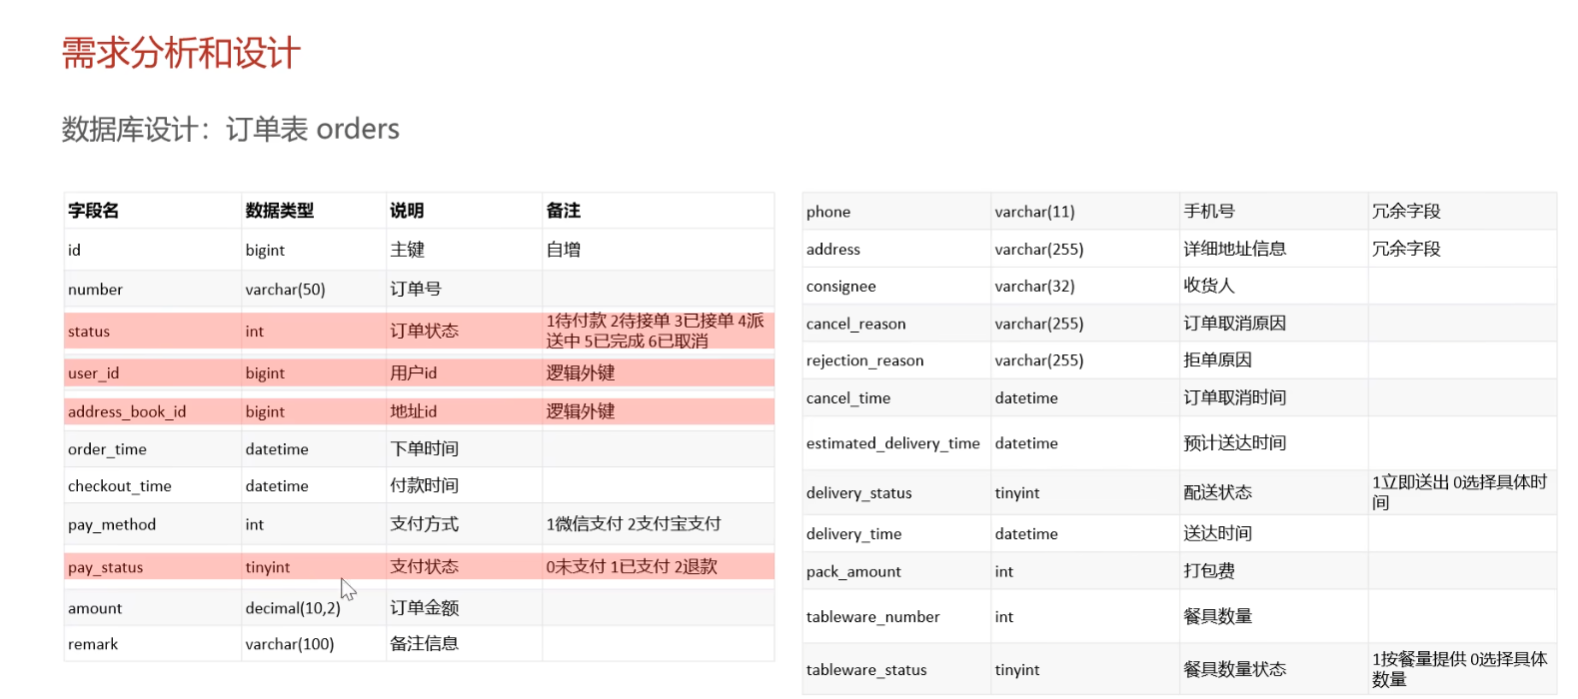 需求分析和设计
数据库设计：订单表 orders
字段名 数据类型 说明 备注
id bigint 主键 自增
number varchar(50) 订单号
status int 订单状态 1待付款 2待接单 3已接单 4派
送中 5已完成 6已取消
user_id bigint 用户id 逻辑外键
address_book_id bigint 地址id 逻辑外键
order_time datetime 下单时间
checkout_time datetime 付款时间
pay_method int 支付方式 1微信支付 2支付宝支付
pay_status tinyint 支付状态 0未支付 1已支付 2退款
amount decimal(10,2) 订单金额
remark varchar(100) 备注信息
phone varchar(11) 手机号 冗余字段
address varchar(255) 详细地址信息 冗余字段
consignee varchar(32) 收货人
cancel_reason varchar(255) 订单取消原因
rejection_reason varchar(255) 拒单原因
cancel_time datetime 订单取消时间
estimated_delivery_time datetime 预计送达时间
delivery_status tinyint 配送状态 1立即送出 0选择具体时
间
delivery_time datetime 送达时间
pack_amount int 打包费
tableware_number int 餐具数量
tableware_status tinyint 餐具数量状态 1按餐量提供 0选择具体
数量